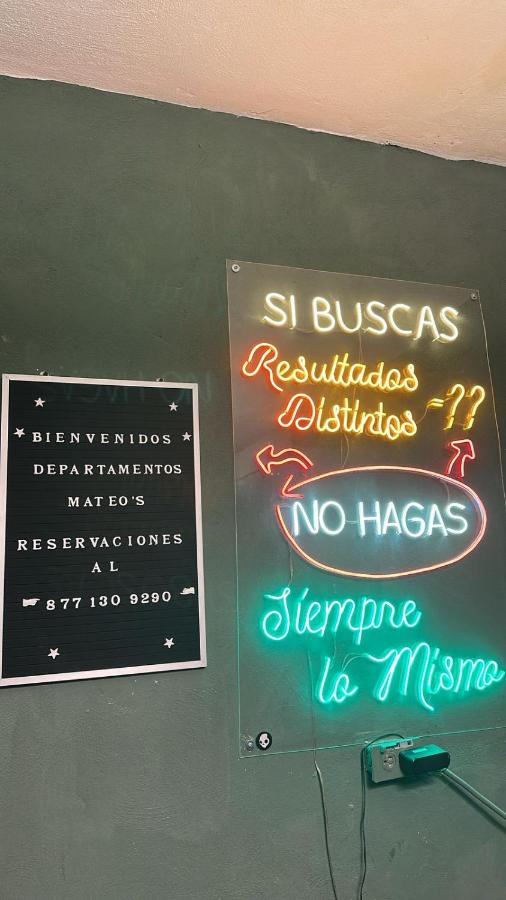 BIENVENIDOS
DEPARTAMENTOS
MATEO'S
RESERVACIONES
AL
877 130 9290
SI BUSCAS
Resultados
Distintos =??
NO HAGAS
Siempre
lo Mismo